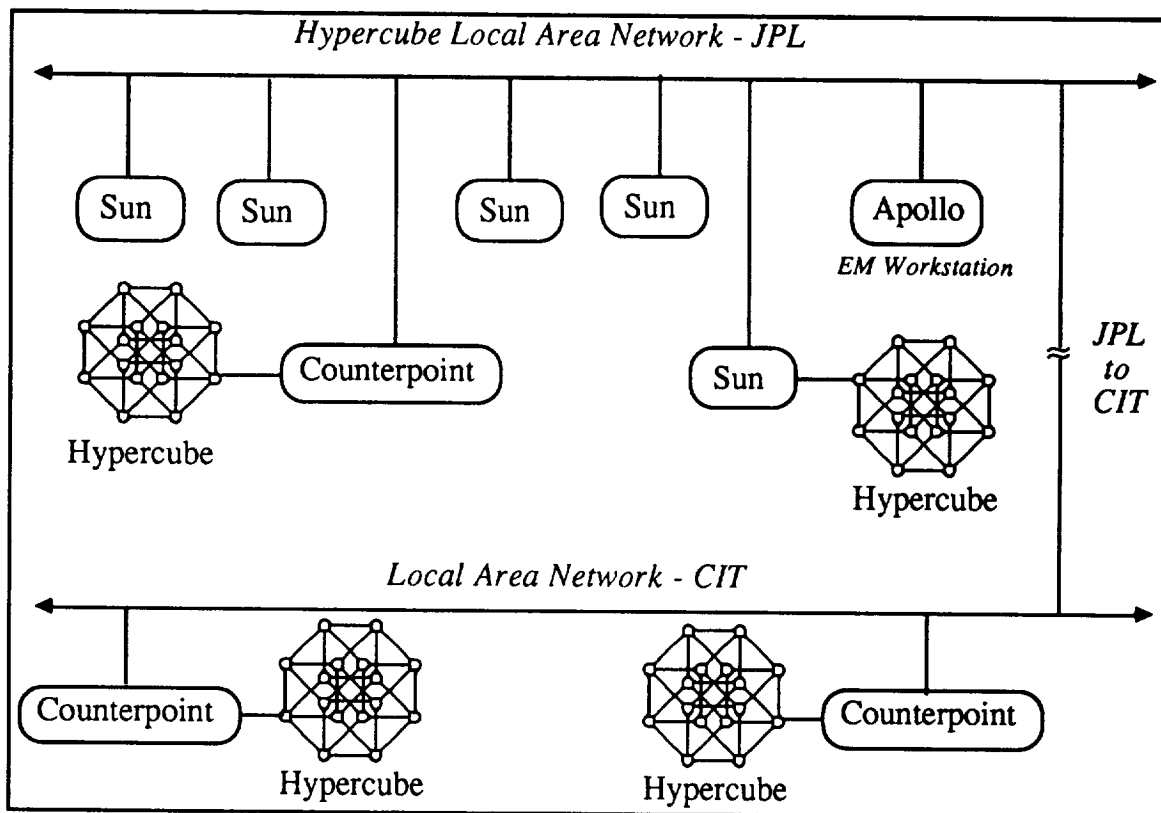 Hypercube Local Area Network - JPL
Sun
Sun
Sun
Sun
Apollo
EM Workstation
Counterpoint
Sun
JPL
to
CIT
Hypercube
Hypercube
Local Area Network - CIT
Counterpoint
Counterpoint
Hypercube
Hypercube